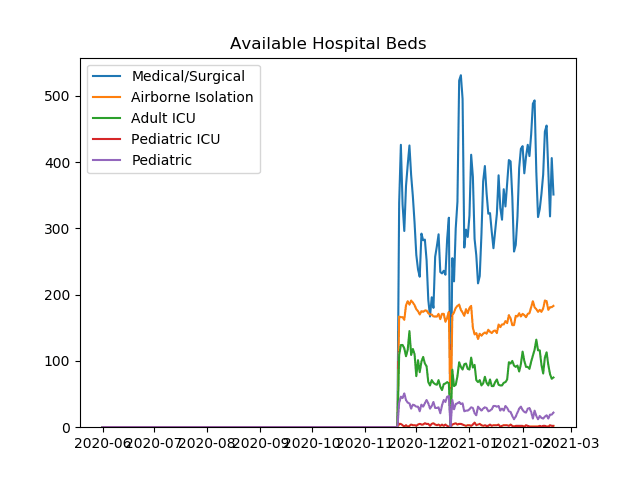 Available Hospital Beds
Medical/Surgical
Airborne Isolation
Adult ICU
Pediatric ICU
Pediatric
500
400
300
200
100
0
2020-06 2020-07 2020-08 2020-09 2020-10 2020-11 2020-12 2021-01 2021-02 2021-03